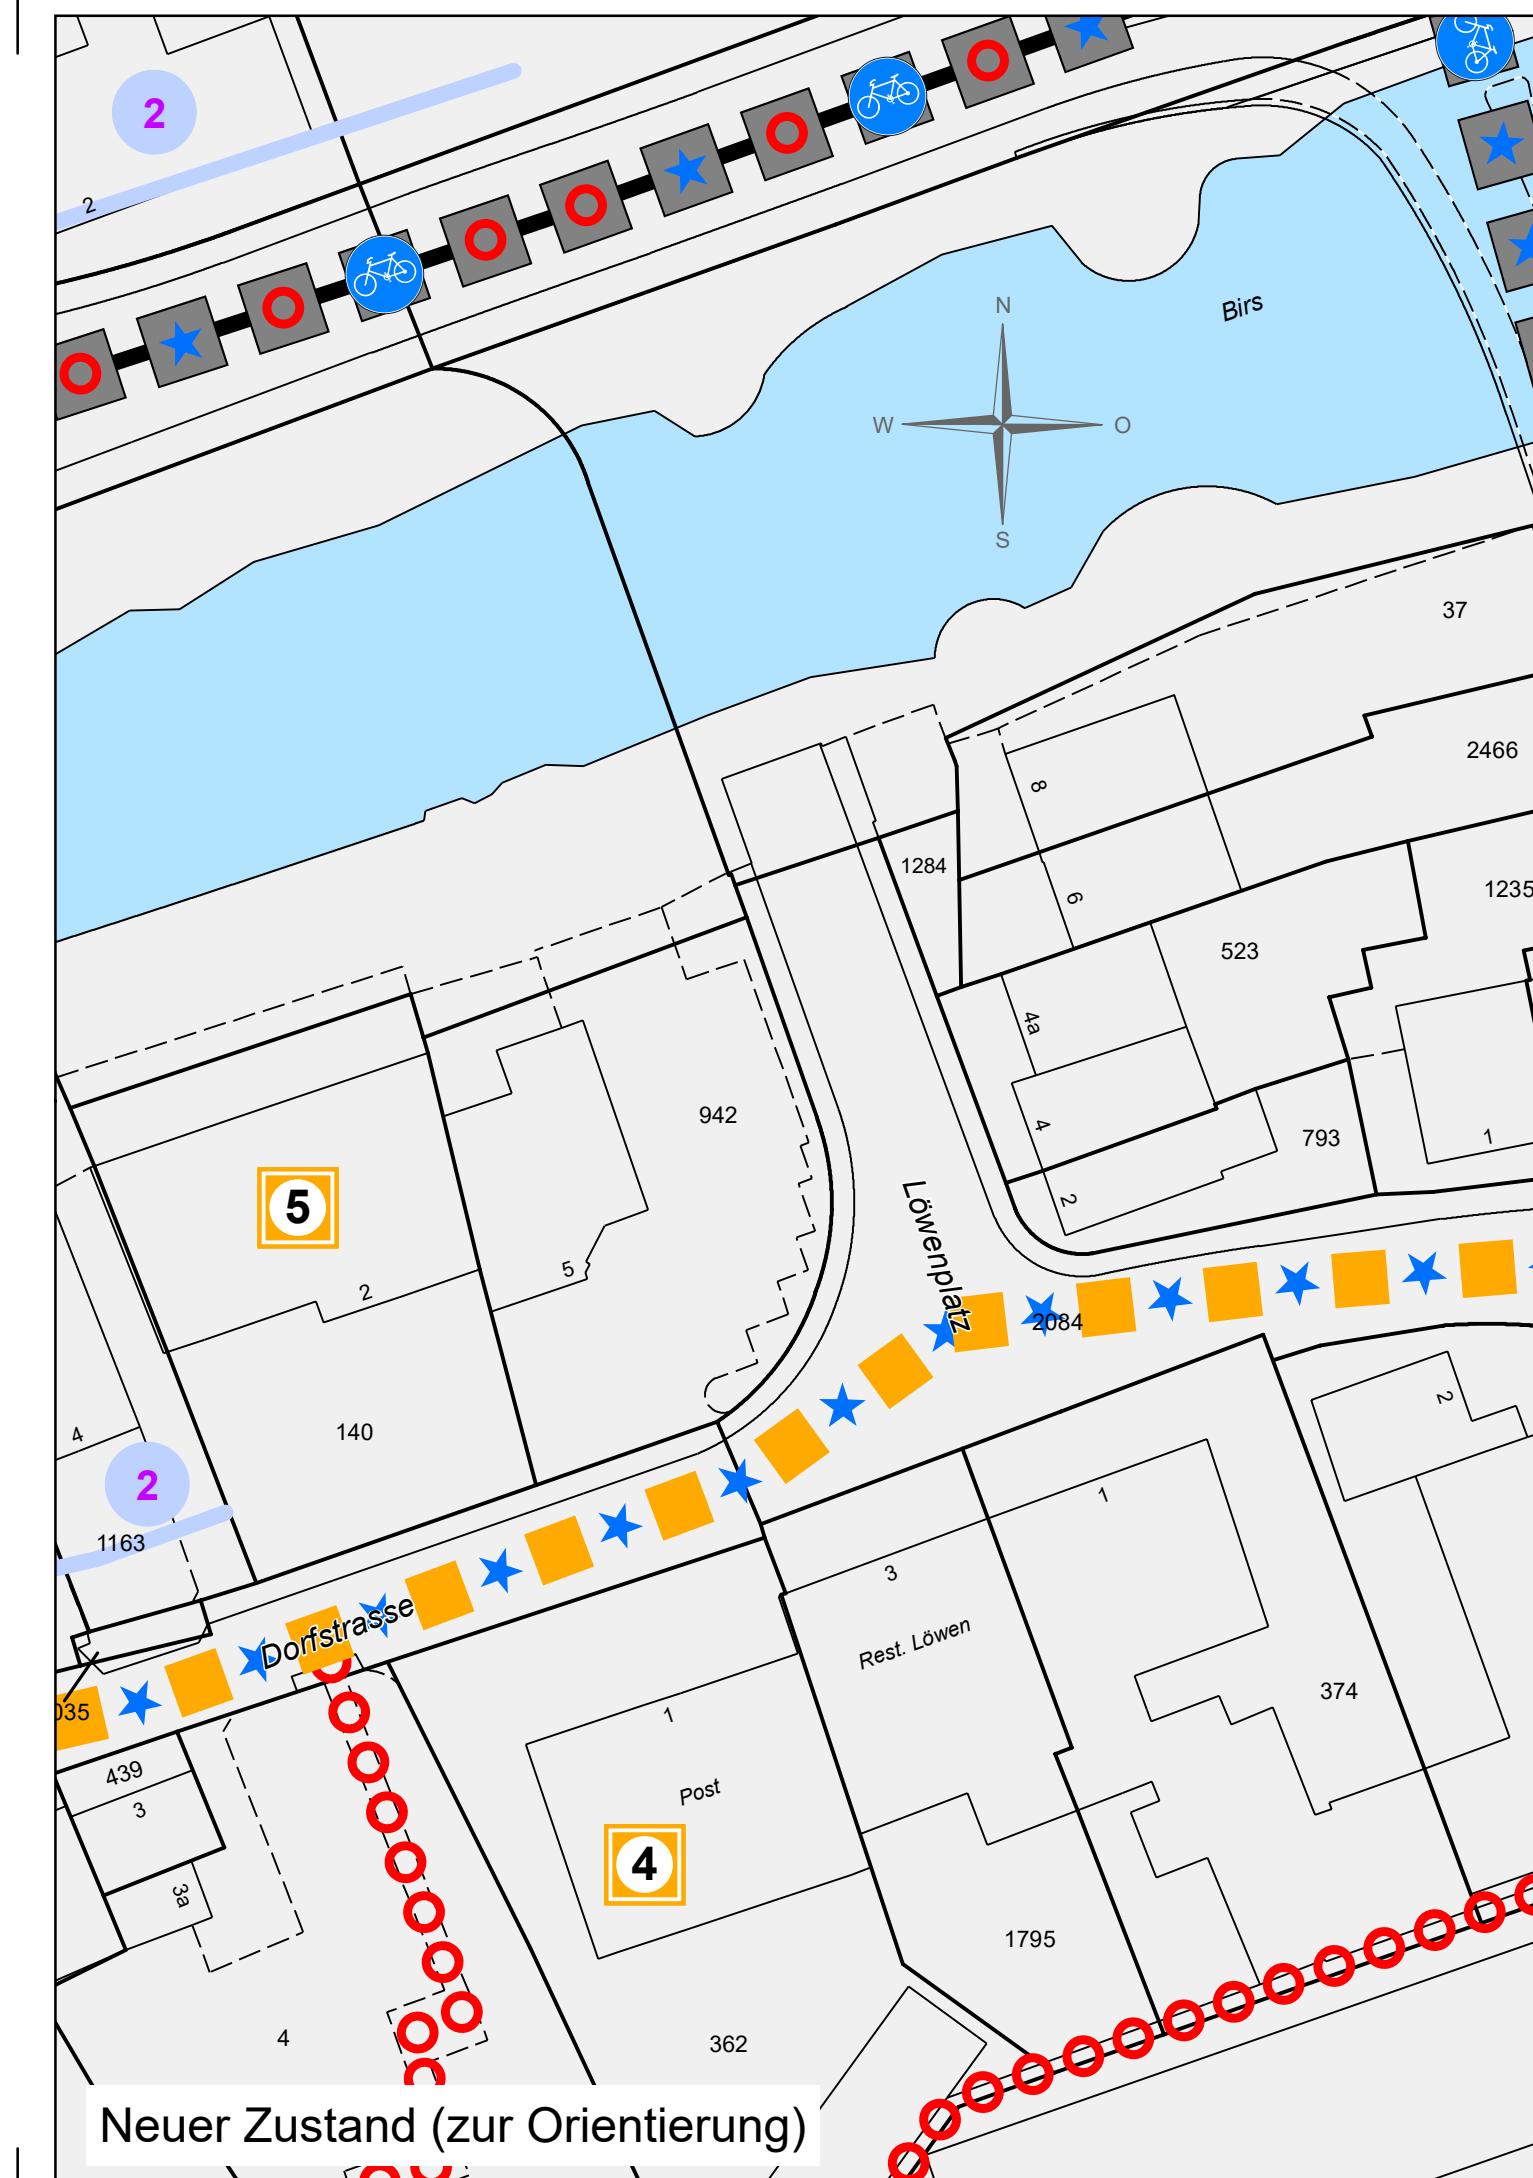 2
2
Birs
N
W
O
S
37
2466
8
1284
6
1235
523
4a
942
4
793
1
5
2
2
5
Löwenplatz
2084
4
140
2
2
1163
1
3
Dorfstrasse
Rest. Löwen
374
035
1
439
Post
3
4
3a
1795
4
362
Neuer Zustand (zur Orientierung)